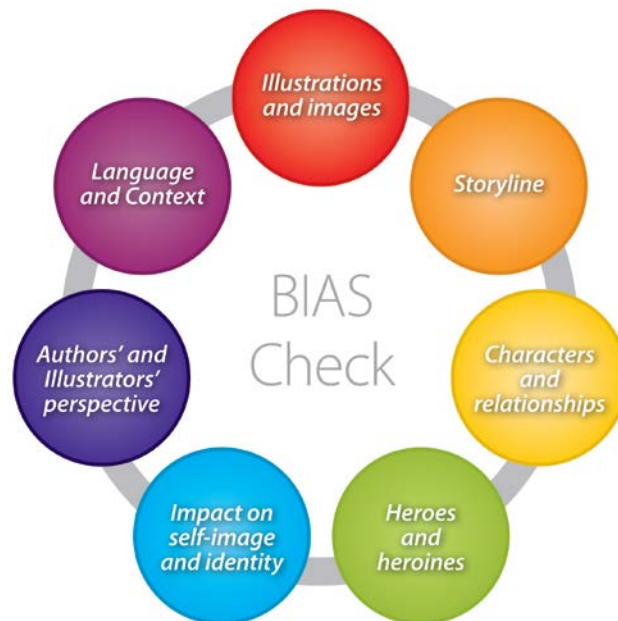 Illustrations
and images
Storyline
Characters
and
relationships
Heroes
and
heroines
Impact on
self-image
and identity
Authors' and
Illustrators'
perspective
Language
and Context
BIAS
Check